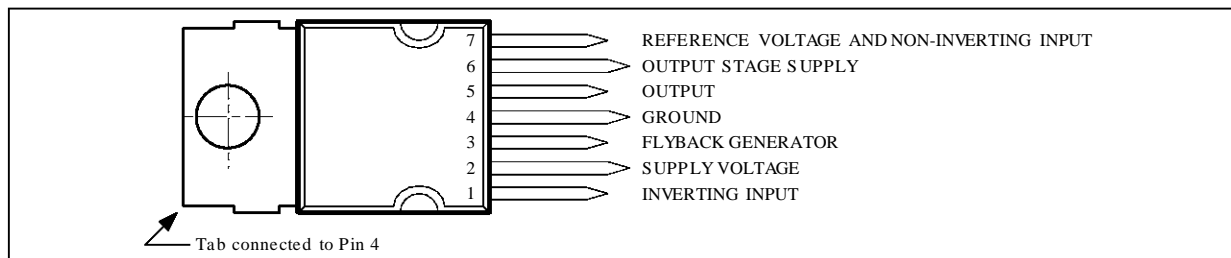 7 REFERENCE VOLTAGE AND NON-INVERTING INPUT
6 OUTPUT STAGE SUPPLY
5 OUTPUT
4 GROUND
3 FLYBACK GENERATOR
2 SUPPLY VOLTAGE
1 INVERTING INPUT
Tab connected to Pin 4